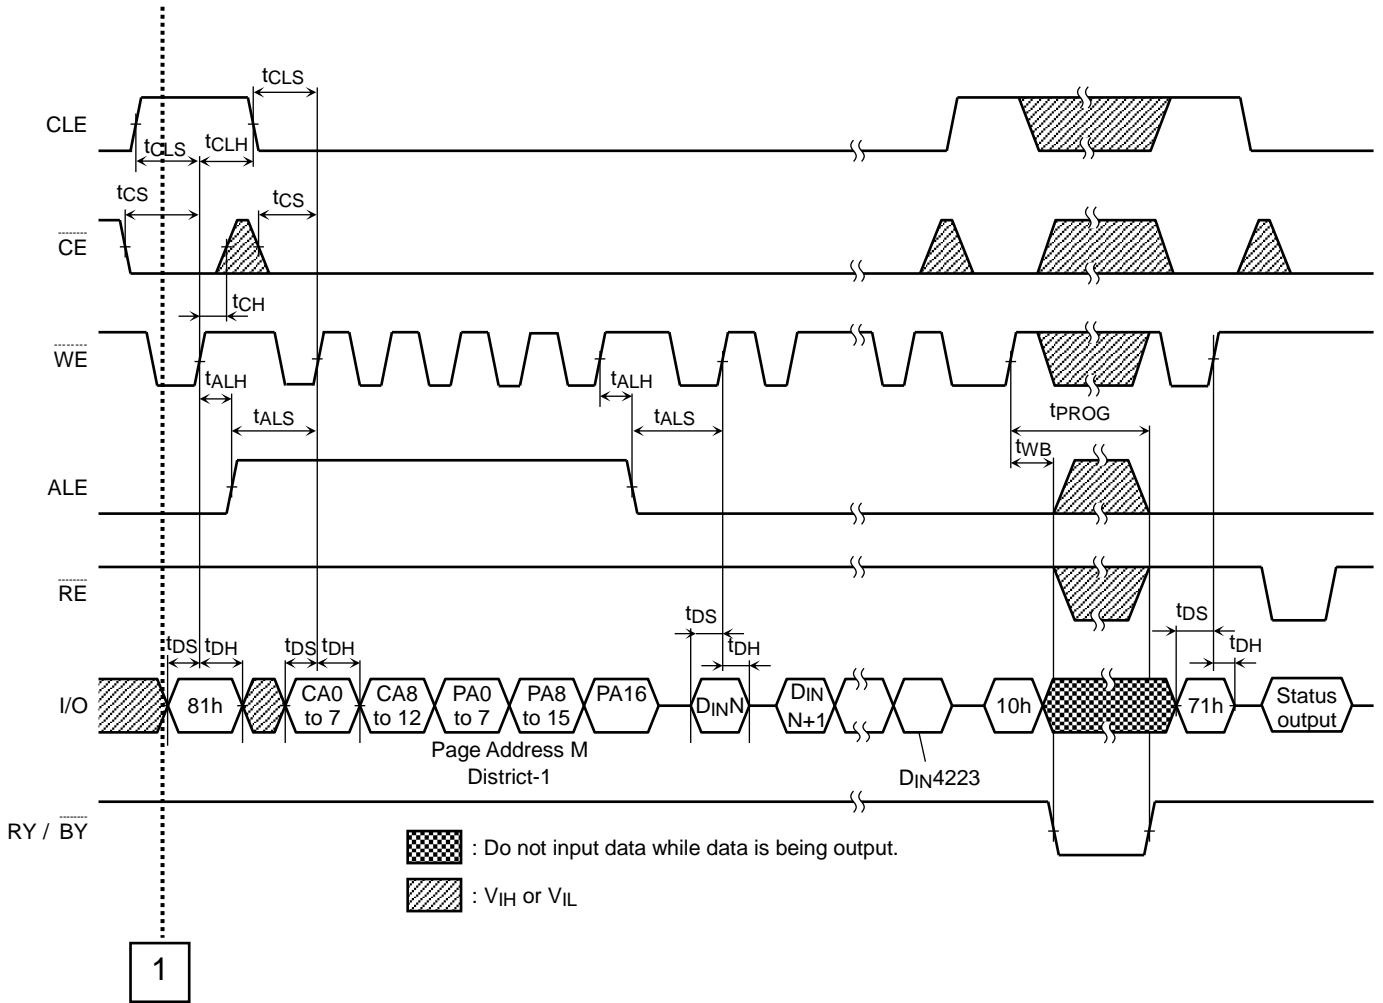 tCLS
CLE
tCLS
tCLH
tCS
tCS
CE
tCH
WE
tALH
tALH
tALS
tALS
tPROG
tWB
ALE
RE
tDS
tDH
tDS
tDH
tDS
tDH
tDS
tDH
I/O
81h
CA0
to 7
CA8
to 12
PA0
to 7
PA8
to 15
PA16
DINN
DIN
N+1
10h
71h
Status
output
Page Address M
District-1
DIN4223
RY / BY
: Do not input data while data is being output.
: VIH or VIL
1